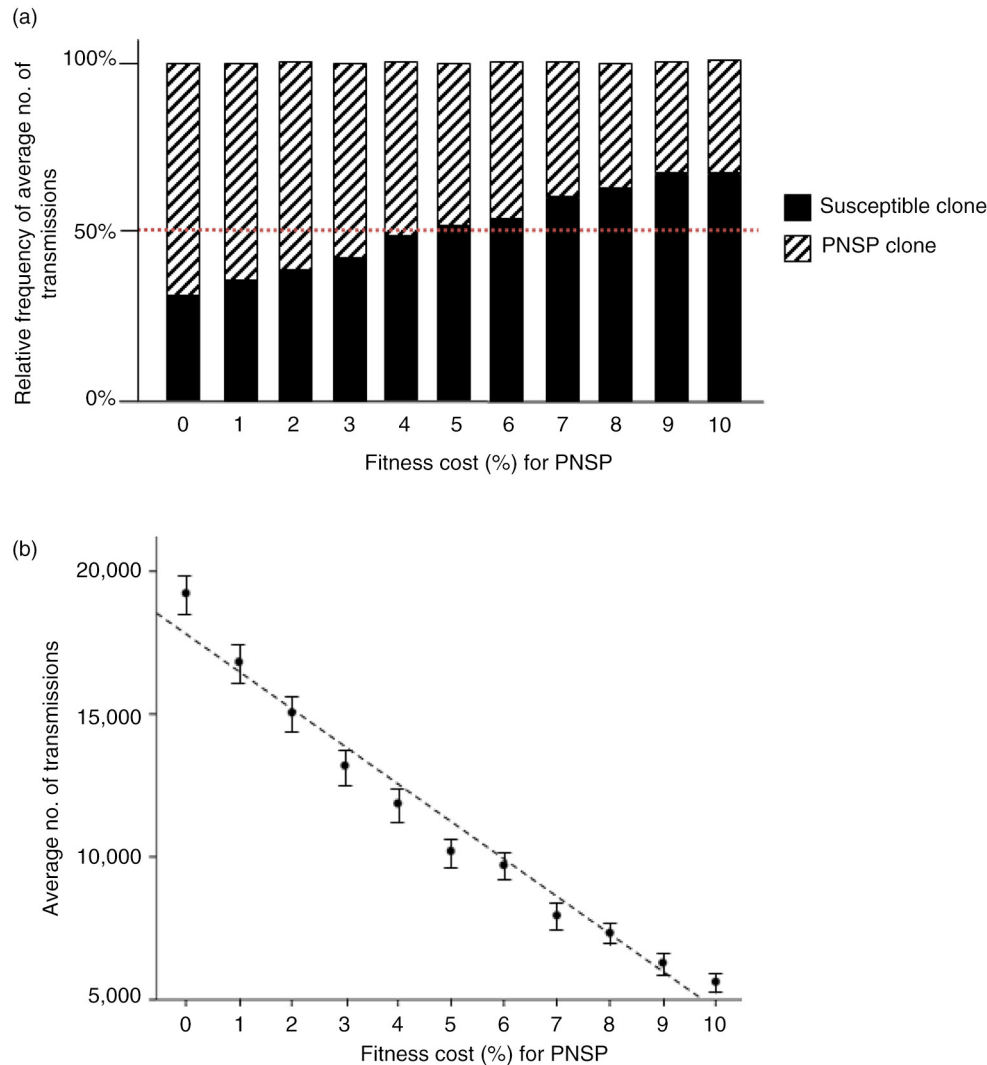 (a)
Relative frequency of average no. of
transmissions
100%
50%
0%
0 1 2 3 4 5 6 7 8 9 10
Fitness cost (%) for PNSP
Susceptible clone
PNSP clone
(b)
Average no. of transmissions
20,000
15,000
10,000
5,000
0 1 2 3 4 5 6 7 8 9 10
Fitness cost (%) for PNSP